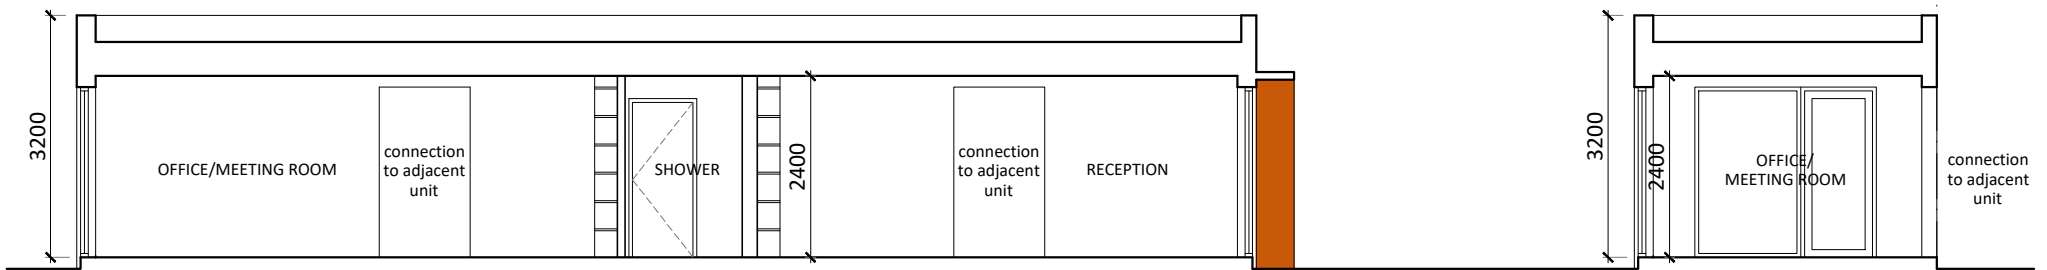 3200
OFFICE/MEETING ROOM
connection
to adjacent
unit
SHOWER
2400
connection
to adjacent
unit
RECEPTION
3200
2400
OFFICE/
MEETING ROOM
connection
to adjacent
unit